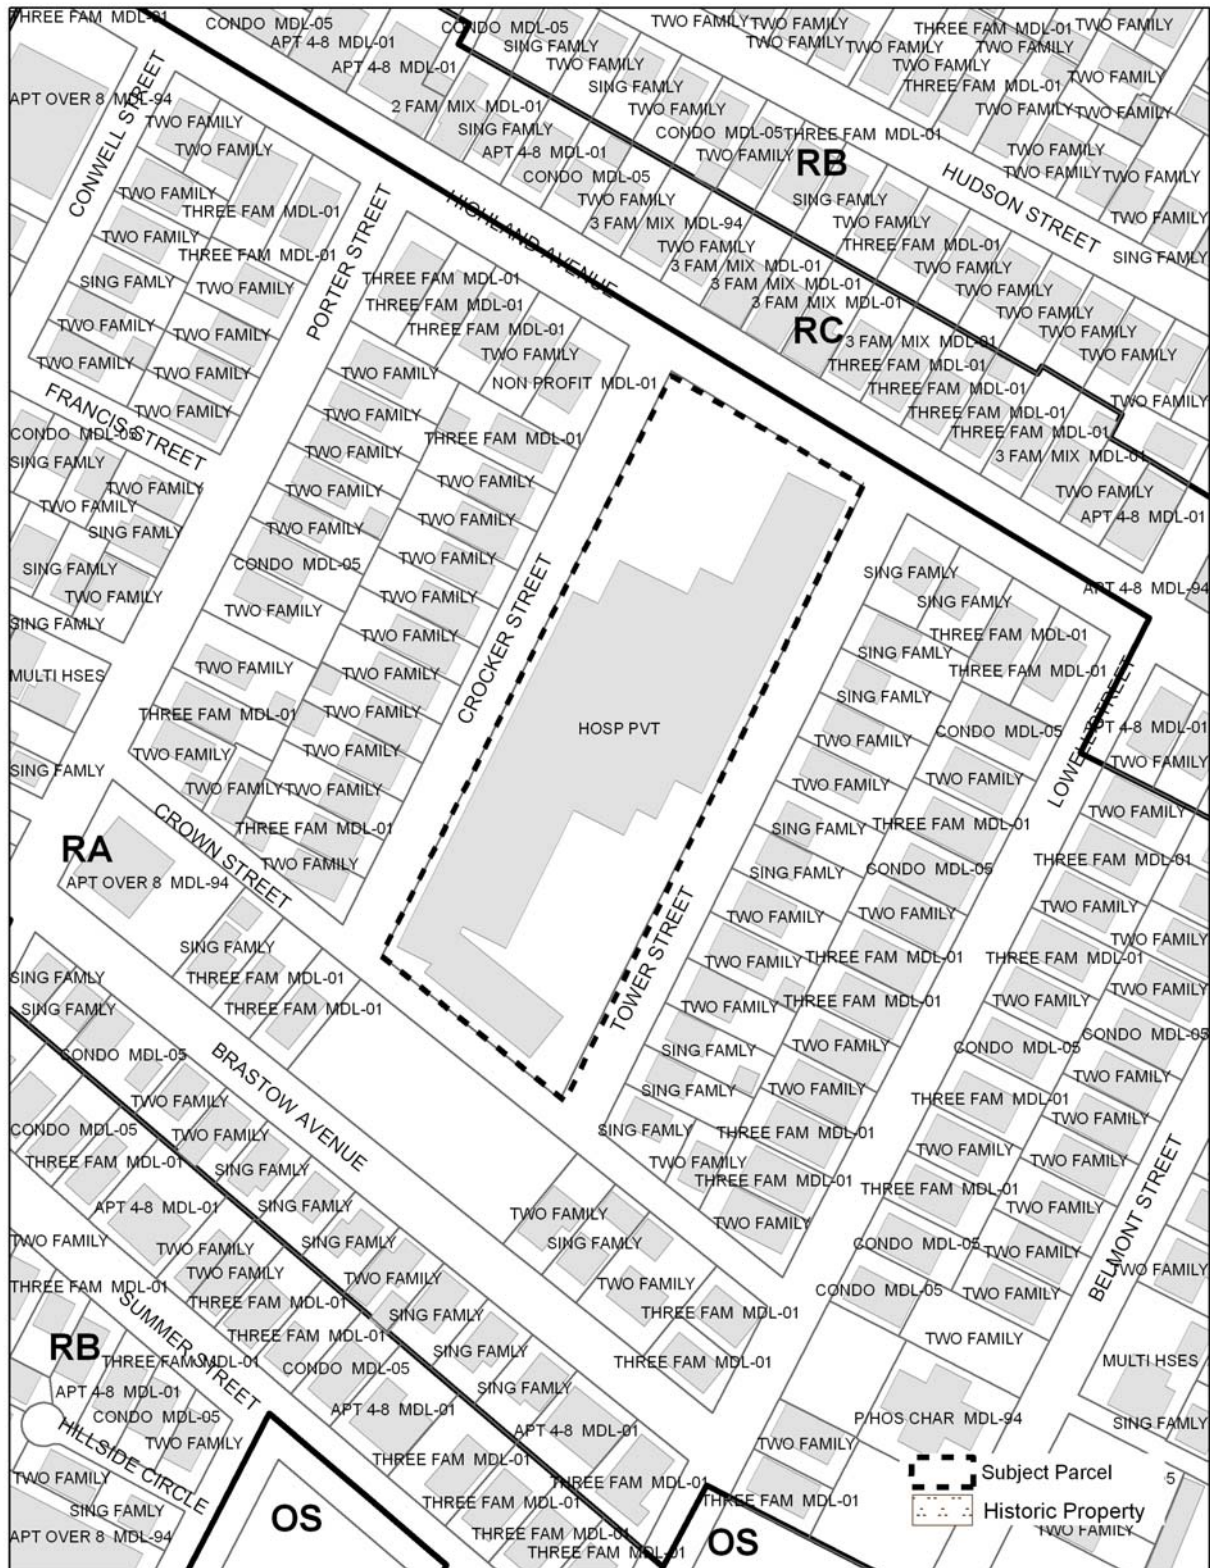 THREE FAM MDL-01
CONDO MDL-05
CONDO MDL-05
TWO FAMILY
TWO FAMILY
THREE FAM MDL-01
TWO FAMILY
APT 4-8 MDL-01
SING FAMILY
TWO FAMILY
TWO FAMILY
TWO FAMILY
APT 4-8 MDL-01
TWO FAMILY
TWO FAMILY
TWO FAMILY
APT OVER 8 MDL-94
CONWELL STREET
SING FAMILY
THREE FAM MDL-01
2 FAM MIX MDL-01
TWO FAMILY
TWO FAMILY
TWO FAMILY
TWO FAMILY
SING FAMILY
CONDO MDL-05
THREE FAM MDL-01
TWO FAMILY
APT 4-8 MDL-01
TWO FAMILY
RB
TWO FAMILY
TWO FAMILY
CONDO MDL-05
HUDSON STREET
TWO FAMILY
PORTER STREET
HIGHLAND AVENUE
TWO FAMILY
SING FAMILY
THREE FAM MDL-01
3 FAM MIX MDL-94
TWO FAMILY
TWO FAMILY
TWO FAMILY
TWO FAMILY
THREE FAM MDL-01
THREE FAM MDL-01
SING FAMLY
3 FAM MIX MDL-01
TWO FAMILY
THREE FAM MDL-01
SING FAMILY
TWO FAMILY
3 FAM MIX MDL-01
TWO FAMILY
THREE FAM MDL-01
3 FAM MIX MDL-01
TWO FAMILY
TWO FAMILY
TWO FAMILY
THREE FAM MDL-01
RC
TWO FAMILY
3 FAM MIX MDL-01
TWO FAMILY
TWO FAMILY
TWO FAMILY
TWO FAMILY
TWO FAMILY
NON PROFIT MDL-01
THREE FAM MDL-01
THREE FAM MDL-01
TWO FAMILY
FRANCIS STREET
TWO FAMILY
TWO FAMILY
THREE FAM MDL-01
CONDO MDL-05
THREE FAM MDL-01
THREE FAM MDL-01
TWO FAMILY
3 FAM MIX MDL-01
SING FAMLY
TWO FAMILY
TWO FAMILY
TWO FAMILY
TWO FAMILY
TWO FAMILY
APT 4-8 MDL-01
TWO FAMILY
SING FAMLY
TWO FAMILY
CONDO MDL-05
TWO FAMILY
SING FAMLY
SING FAMILY
APT 4-8 MDL-94
TWO FAMILY
TWO FAMILY
TWO FAMILY
SING FAMLY
SING FAMLY
TWO FAMILY
THREE FAM MDL-01
SING FAMLY
TWO FAMILY
TWO FAMILY
THREE FAM MDL-01
MULTI HSES
CROCKER STREET
SING FAMLY
THREE FAM MDL-01
TWO FAMILY
HOSP PVT
CONDO MDL-05
LOWELL STREET
APT 4-8 MDL-01
TWO FAMILY
TWO FAMILY
TWO FAMILY
TWO FAMILY
SING FAMLY
TWO FAMILY
TWO FAMILY
TWO FAMILY
TWO FAMILY
TWO FAMILY
CROWN STREET
THREE FAM MDL-01
SING FAMLY
THREE FAM MDL-01
RA
TWO FAMILY
THREE FAM MDL-01
APT OVER 8 MDL-94
SING FAMLY
CONDO MDL-05
TWO FAMILY
TWO FAMILY
TWO FAMILY
SING FAMLY
TWO FAMILY
TOWER STREET
TWO FAMILY
THREE FAM MDL-01
THREE FAM MDL-01
SING FAMLY
THREE FAM MDL-01
TWO FAMILY
SING FAMLY
THREE FAM MDL-01
TWO FAMILY
THREE FAM MDL-01
TWO FAMILY
CONDO MDL-05
BRASTOW AVENUE
SING FAMLY
TWO FAMILY
CONDO MDL-05
CONDO MDL-05
TWO FAMILY
SING FAMLY
TWO FAMILY
TWO FAMILY
THREE FAM MDL-01
TWO FAMILY
CONDO MDL-05
TWO FAMILY
SING FAMLY
THREE FAM MDL-01
TWO FAMILY
BELMONT STREET
THREE FAM MDL-01
SING FAMLY
TWO FAMILY
TWO FAMILY
THREE FAM MDL-01
THREE FAM MDL-01
APT 4-8 MDL-01
SING FAMLY
TWO FAMILY
TWO FAMILY
TWO FAMILY
TWO FAMILY
TWO FAMILY
SING FAMLY
SING FAMLY
CONDO MDL-05
TWO FAMILY
TWO FAMILY
TWO FAMILY
THREE FAM MDL-01
TWO FAMILY
TWO FAMILY
CONDO MDL-05
TWO FAMILY
SUMMER STREET
THREE FAM MDL-01
SING FAMLY
THREE FAM MDL-01
THREE FAM MDL-01
SING FAMLY
TWO FAMILY
RB
THREE FAM MDL-01
CONDO MDL-05
THREE FAM MDL-01
MULTI HSES
APT 4-8 MDL-01
SING FAMLY
APT 4-8 MDL-01
CONDO MDL-05
APT 4-8 MDL-01
P/HOS CHAR MDL-94
SING FAMLY
HILLSIDE CIRCLE
TWO FAMILY
THREE FAM MDL-01
TWO FAMILY
TWO FAMILY
THREE FAM MDL-01
Subject Parcel
5
SING FAMLY
THREE FAM MDL-01
THREE FAM MDL-01
Historic Property
OS
APT OVER 8 MDL-94
THREE FAM MDL-01
THREE FAM MDL-01
OS
TWO FAMILY